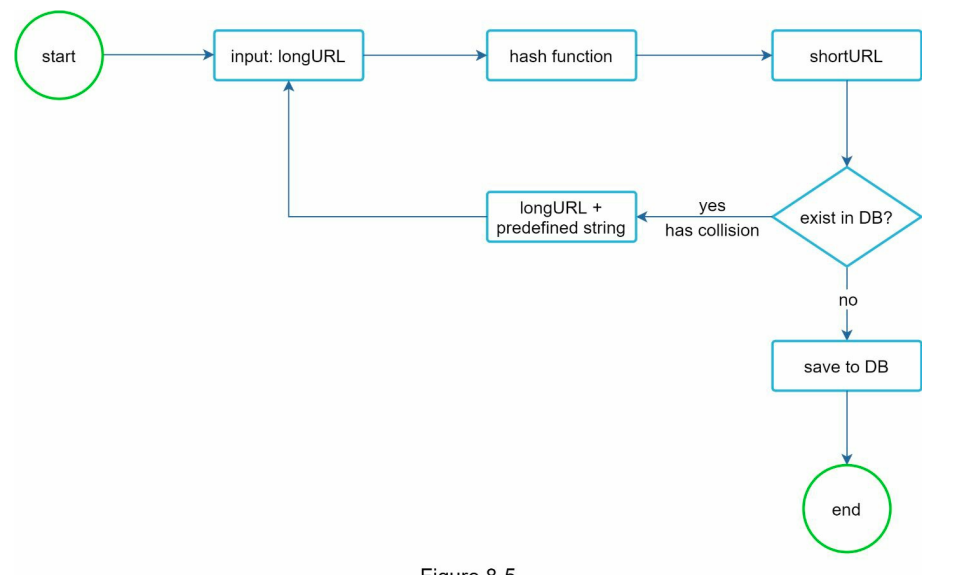 start
input: longURL
hash function
shortURL
longURL +
predefined string
yes
has collision
exist in DB?
no
save to DB
end
Figure 8-5